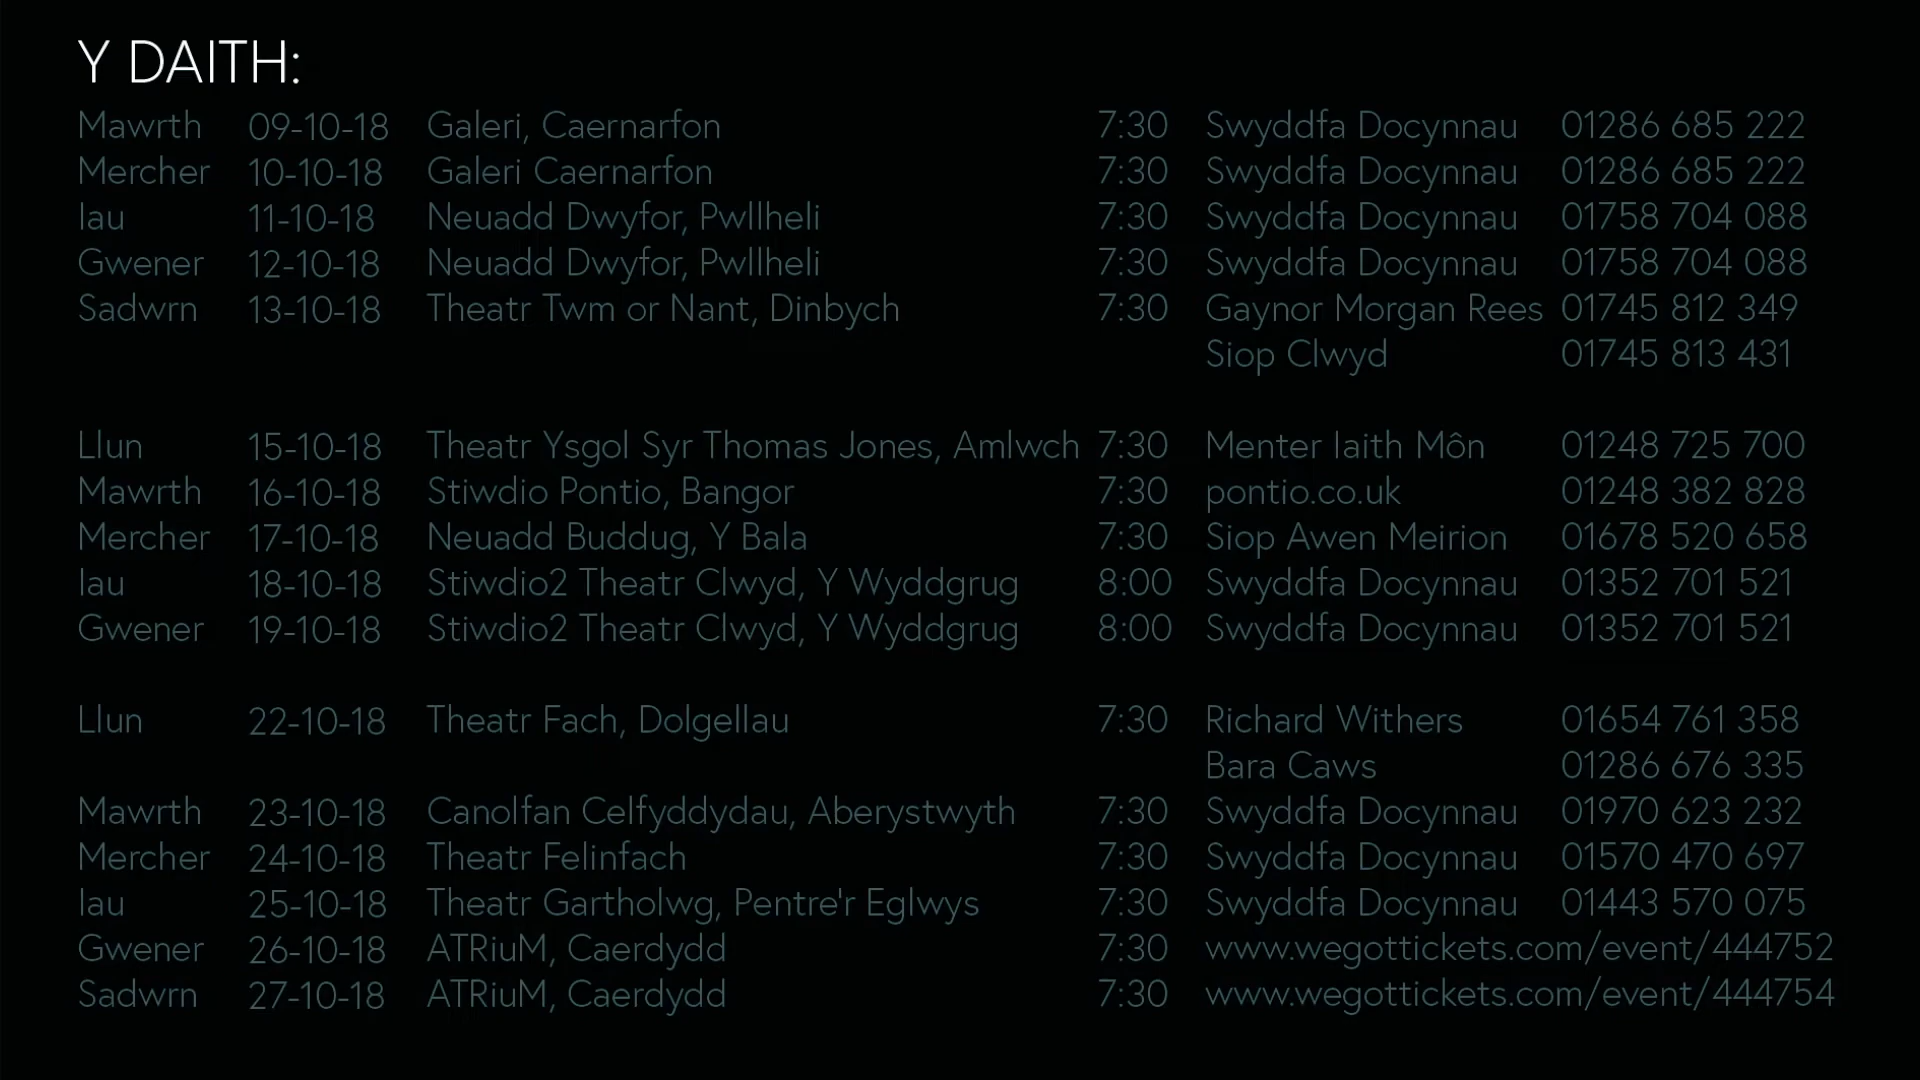 Y DAITH:
Mawrth 09-10-18 Galeri, Caernarfon 7:30 Swyddfa Docynnau 01286 685 222
Mercher 10-10-18 Galeri Caernarfon 7:30 Swyddfa Docynnau 01286 685 222
Iau 11-10-18 Neuadd Dwyfor, Pwllheli 7:30 Swyddfa Docynnau 01758 704 088
Gwener 12-10-18 Neuadd Dwyfor, Pwllheli 7:30 Swyddfa Docynnau 01758 704 088
Sadwrn 13-10-18 Theatr Twm or Nant, Dinbych 7:30 Gaynor Morgan Rees 01745 812 349
Siop Clwyd 01745 813 431
Llun 15-10-18 Theatr Ysgol Syr Thomas Jones, Amlwch 7:30 Menter Iaith Môn 01248 725 700
Mawrth 16-10-18 Stiwdio Pontio, Bangor 7:30 pontio.co.uk 01248 382 828
Mercher 17-10-18 Neuadd Buddug, Y Bala 7:30 Siop Awen Meirion 01678 520 658
Iau 18-10-18 Stiwdio2 Theatr Clwyd, Y Wyddgrug 8:00 Swyddfa Docynnau 01352 701 521
Gwener 19-10-18 Stiwdio2 Theatr Clwyd, Y Wyddgrug 8:00 Swyddfa Docynnau 01352 701 521
Llun 22-10-18 Theatr Fach, Dolgellau 7:30 Richard Withers 01654 761 358
Bara Caws 01286 676 335
Mawrth 23-10-18 Canolfan Celfyddydau, Aberystwyth 7:30 Swyddfa Docynnau 01970 623 232
Mercher 24-10-18 Theatr Felinfach 7:30 Swyddfa Docynnau 01570 470 697
Iau 25-10-18 Theatr Gartholwg, Pentre'r Eglwys 7:30 Swyddfa Docynnau 01443 570 075
Gwener 26-10-18 ATRiuM, Caerdydd 7:30 www.wegottickets.com/event/444752
Sadwrn 27-10-18 ATRiuM, Caerdydd 7:30 www.wegottickets.com/event/444754